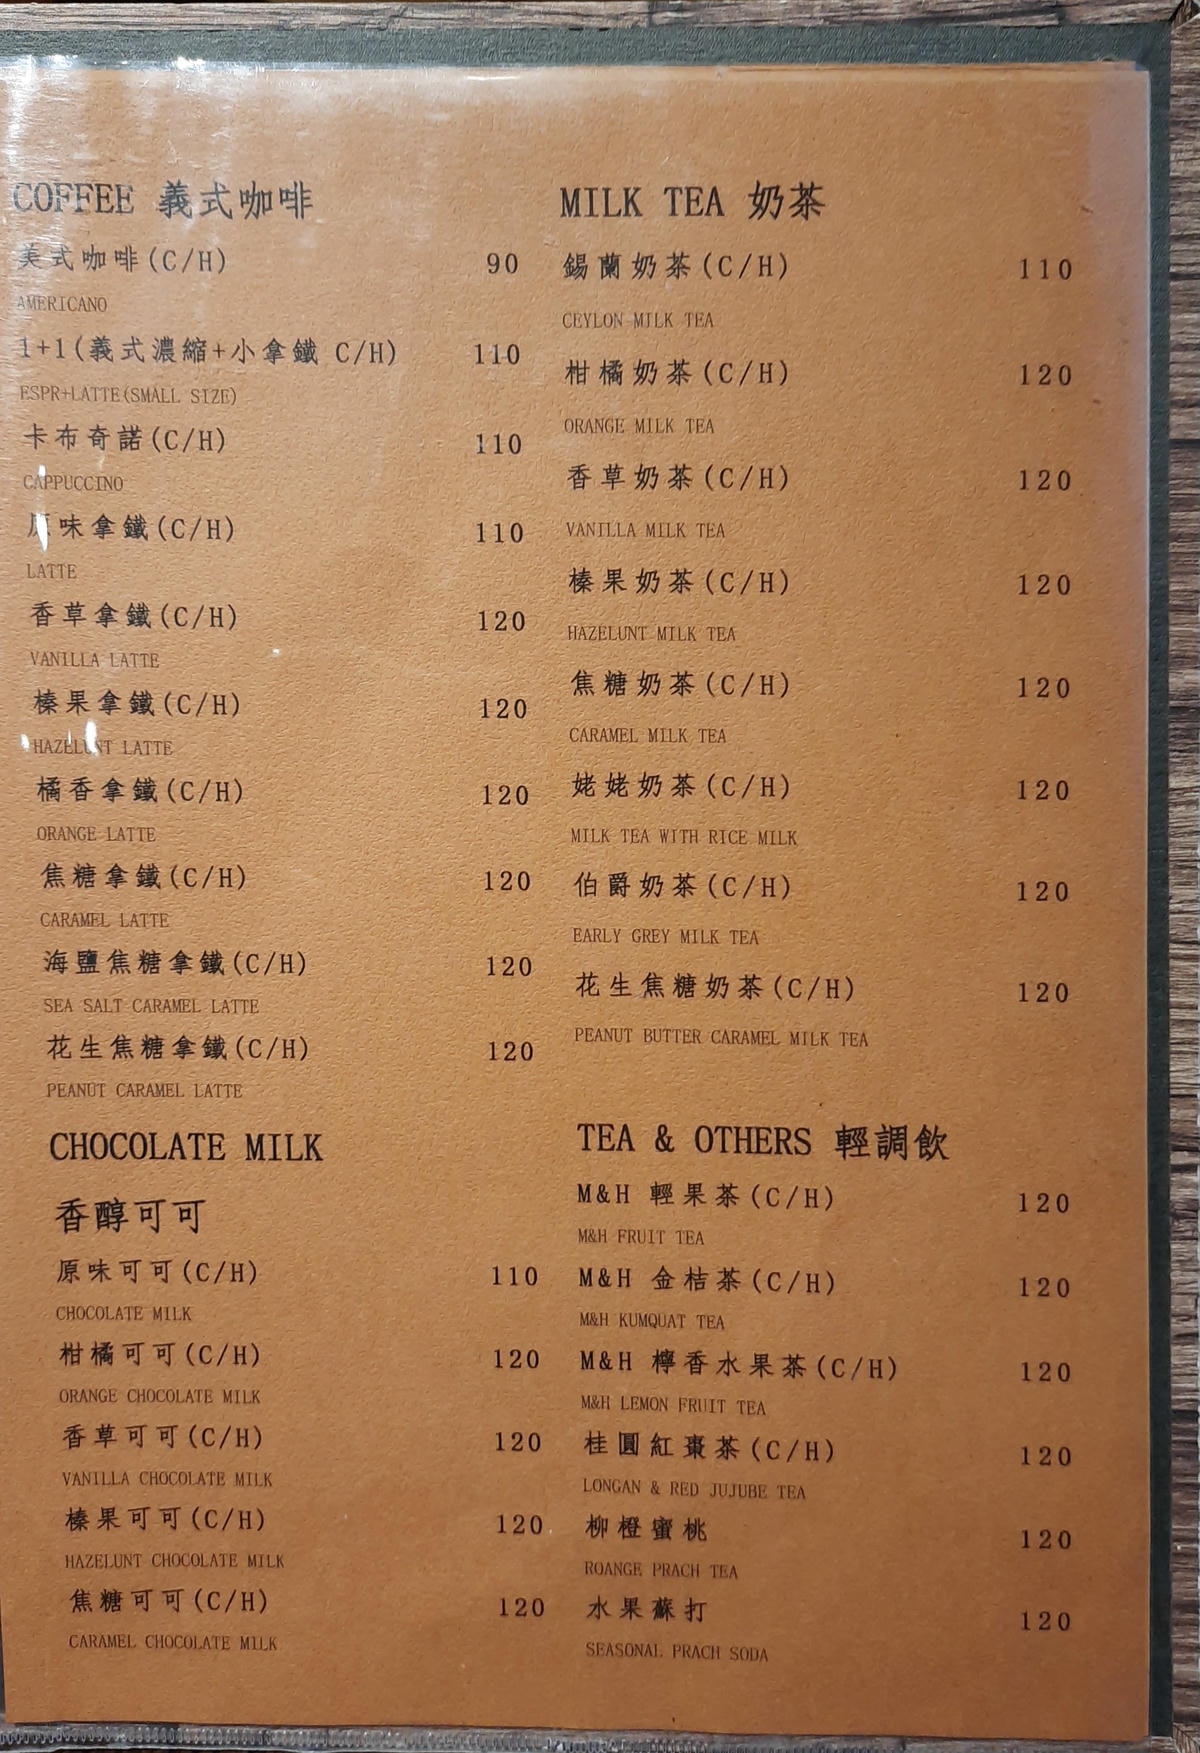 COFFEE 義式咖啡
美式咖啡(C/H) 90
AMERICANO
1+1(義式濃縮+小拿鐵 C/H) 110
ESPR+LATTE(SMALL SIZE)
卡布奇諾(C/H) 110
CAPPUCCINO
原味拿鐵(C/H) 110
LATTE
香草拿鐵(C/H) 120
VANILLA LATTE
榛果拿鐵(C/H) 120
HAZELUNT LATTE
橘香拿鐵(C/H) 120
ORANGE LATTE
焦糖拿鐵(C/H) 120
CARAMEL LATTE
海鹽焦糖拿鐵(C/H) 120
SEA SALT CARAMEL LATTE
花生焦糖拿鐵(C/H) 120
PEANUT CARAMEL LATTE
CHOCOLATE MILK
香醇可可
原味可可(C/H) 110
CHOCOLATE MILK
柑橘可可(C/H) 120
ORANGE CHOCOLATE MILK
香草可可(C/H) 120
VANILLA CHOCOLATE MILK
榛果可可(C/H) 120
HAZELUNT CHOCOLATE MILK
焦糖可可(C/H) 120
CARAMEL CHOCOLATE MILK
MILK TEA 奶茶
錫蘭奶茶(C/H) 110
CEYLON MILK TEA
柑橘奶茶(C/H) 120
ORANGE MILK TEA
香草奶茶(C/H) 120
VANILLA MILK TEA
榛果奶茶(C/H) 120
HAZELUNT MILK TEA
焦糖奶茶(C/H) 120
CARAMEL MILK TEA
姥姥奶茶(C/H) 120
MILK TEA WITH RICE MILK
伯爵奶茶(C/H) 120
EARLY GREY MILK TEA
花生焦糖奶茶(C/H) 120
PEANUT BUTTER CARAMEL MILK TEA
TEA & OTHERS 輕調飲
M&H 輕果茶(C/H) 120
M&H FRUIT TEA
M&H 金桔茶(C/H) 120
M&H KUMQUAT TEA
M&H 檸香水果茶(C/H) 120
M&H LEMON FRUIT TEA
桂圓紅棗茶(C/H) 120
LONGAN & RED JUJUBE TEA
柳橙蜜桃 120
ROANGE PRACH TEA
水果蘇打 120
SEASONAL PRACH SODA